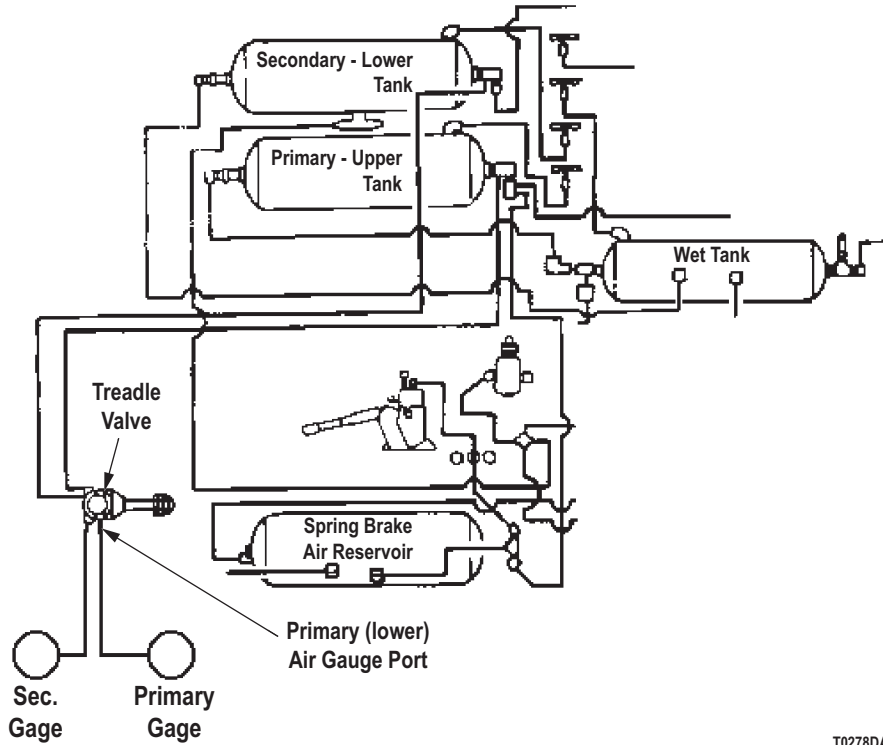 Secondary - Lower
Tank
Primary - Upper
Tank
Wet Tank
Treadle
Valve
Spring Brake
Air Reservoir
Primary (lower)
Air Gauge Port
Sec.
Gage
Primary
Gage
T0278DA